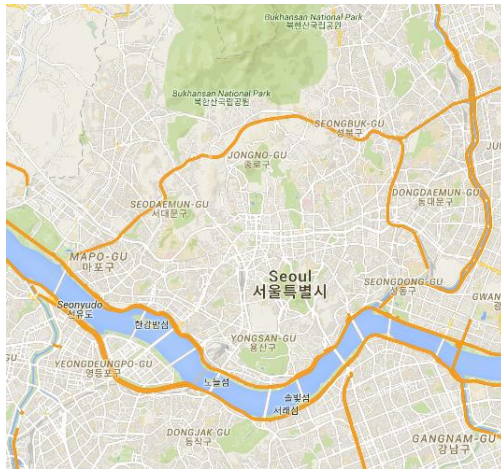 Bukhansan National Park
북한산국립공원
Bukhansan National Park
북한산국립공원
SEONGBUK-GU
성북구
JONGNO-GU
종로구
SEODAEMUN-GU
서대문구
DONGDAEMUN-GU
동대문구
MAPO-GU
마포구
Seoul
서울특별시
SEONGDONG-GU
성동구
Seonyudo
선유도
한강밤섬
YONGSAN-GU
용산구
YEONGDEUNGPO-GU
영등포구
노들섬
솔빛섬
서래섬
DONGJAK-GU
동작구
GANGNAM-GU
강남구